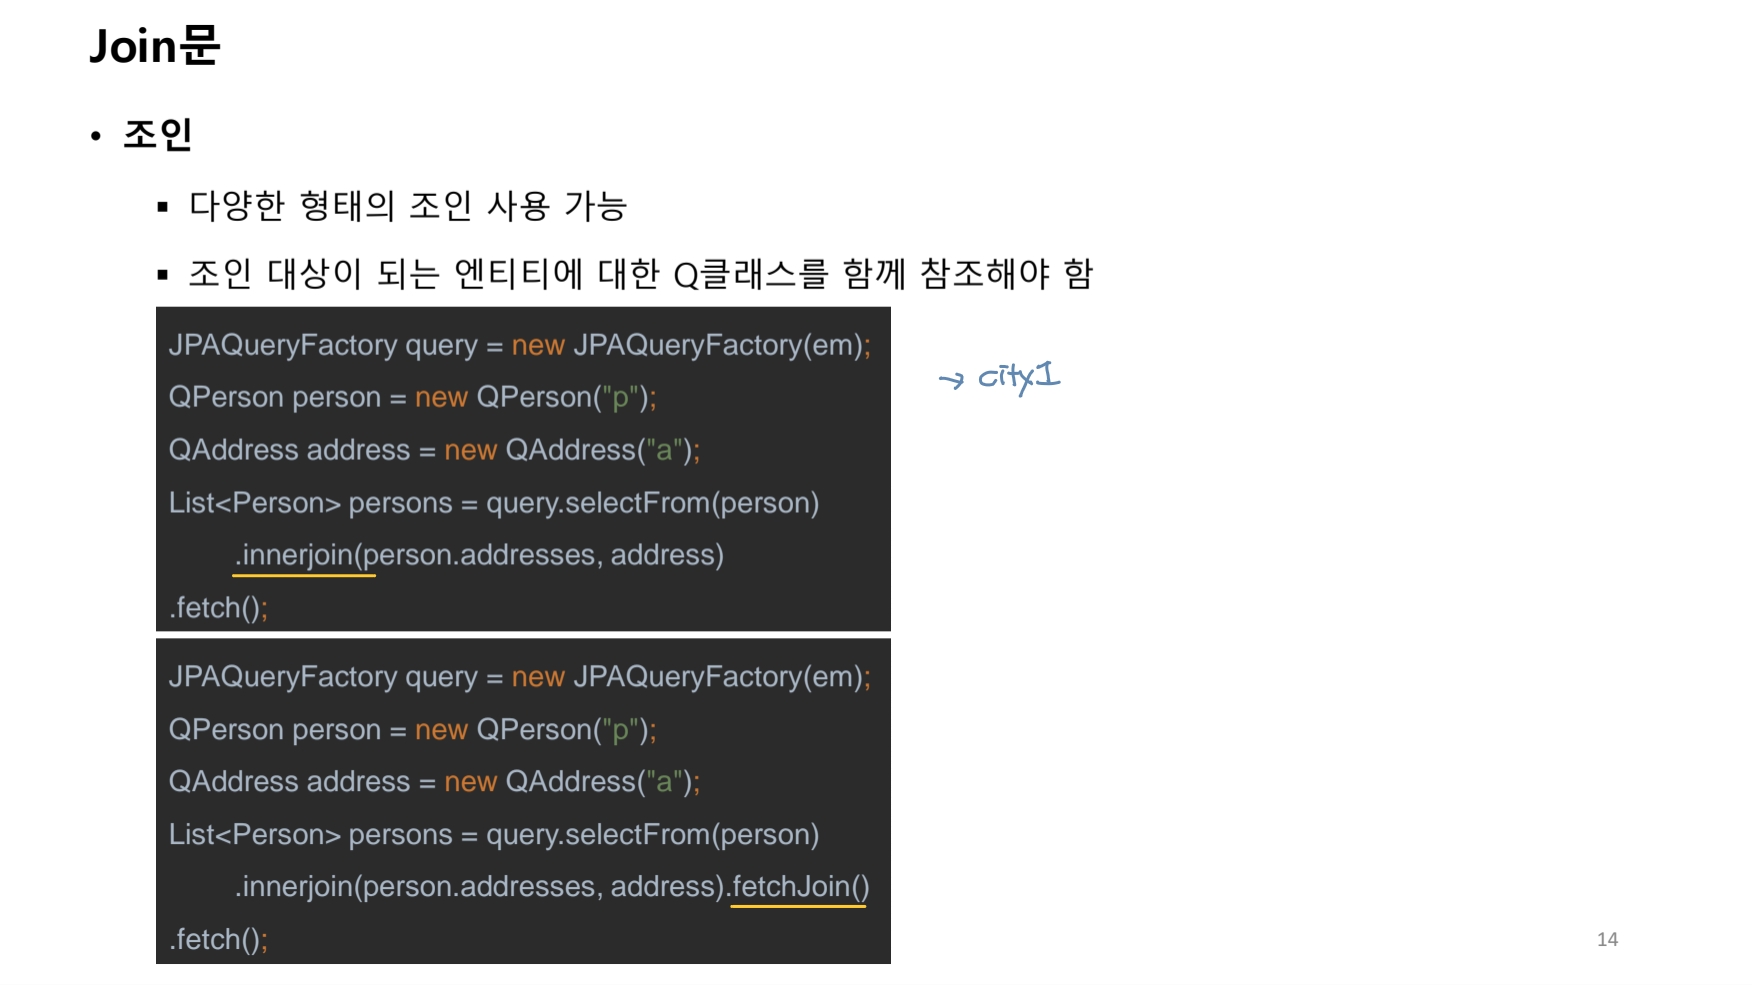 Join문
• 조인
▪ 다양한 형태의 조인 사용 가능
▪ 조인 대상이 되는 엔티티에 대한 Q클래스를 함께 참조해야 함
JPAQueryFactory query = new JPAQueryFactory(em);
QPerson person = new QPerson("p");
QAddress address = new QAddress("a");
List<Person> persons = query.selectFrom(person)
.innerjoin(person.addresses, address)
.fetch();
→ city1
JPAQueryFactory query = new JPAQueryFactory(em);
QPerson person = new QPerson("p");
QAddress address = new QAddress("a");
List<Person> persons = query.selectFrom(person)
.innerjoin(person.addresses, address).fetchJoin()
.fetch();
14